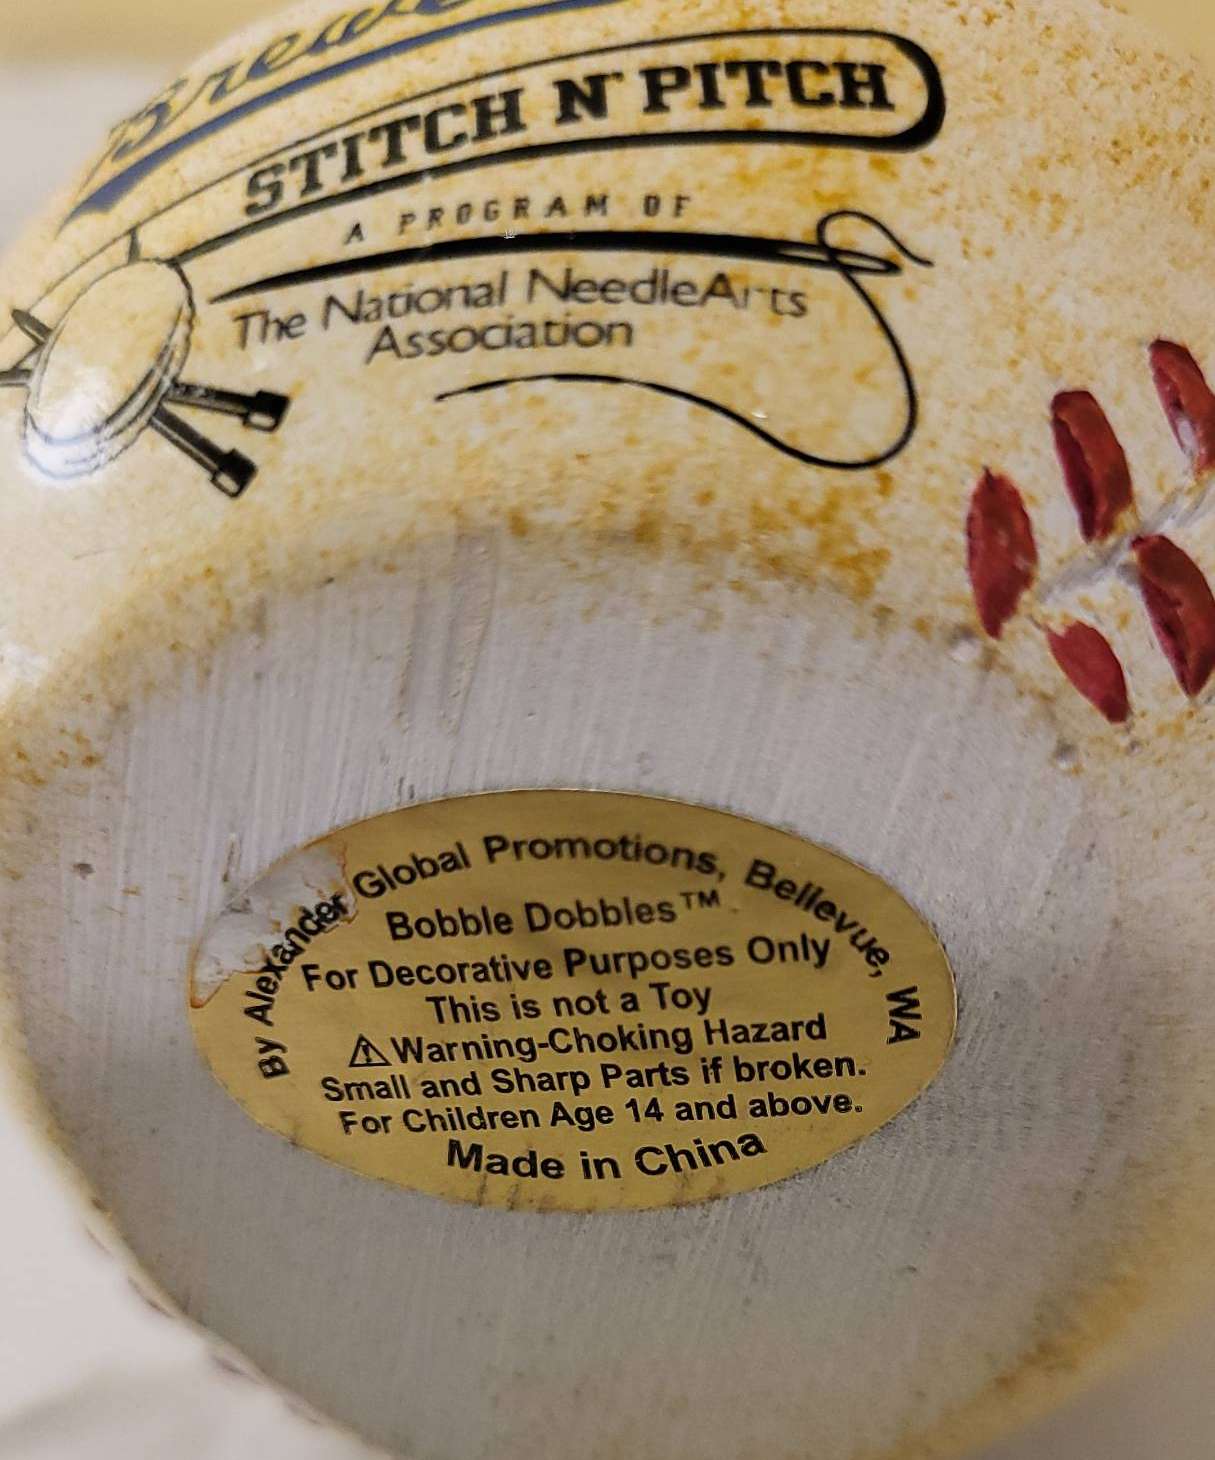 STITCH N' PITCH
A PROGRAM OF
The National NeedleArts
Association
By Alexander Global Promotions, Bellevue, WA
Bobble Dobbles™
For Decorative Purposes Only
This is not a Toy
⚠Warning-Choking Hazard
Small and Sharp Parts if broken.
For Children Age 14 and above.
Made in China